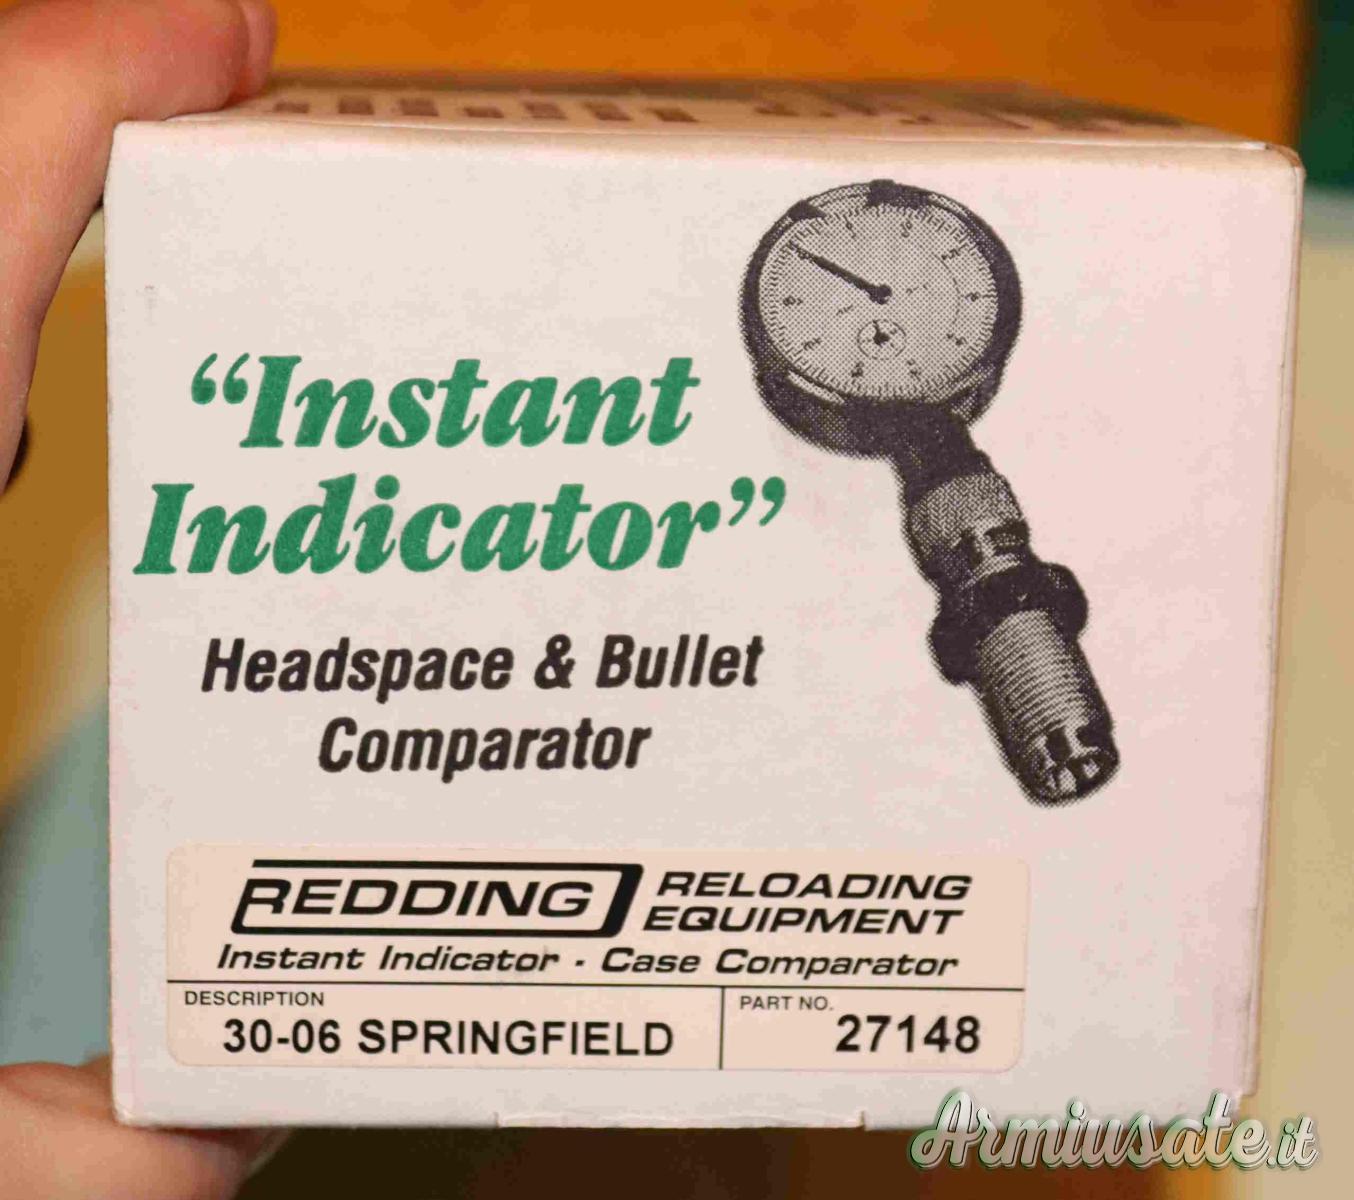 “Instant
Indicator”
Headspace & Bullet
Comparator
REDDING RELOADING
EQUIPMENT
Instant Indicator - Case Comparator
DESCRIPTION
30-06 SPRINGFIELD
PART NO.
27148
Armiusate.it